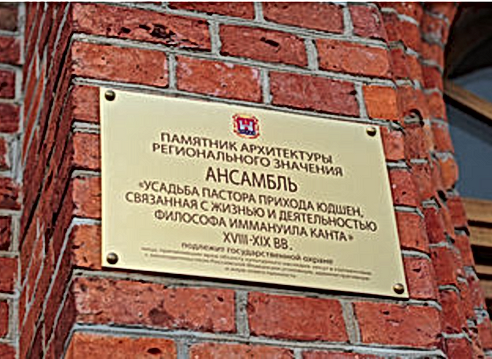 ПАМЯТНИК АРХИТЕКТУРЫ
РЕГИОНАЛЬНОГО ЗНАЧЕНИЯ
АНСАМБЛЬ
«УСАДЬБА ПАСТОРА ПРИХОДА ЮДШЕН,
СВЯЗАННАЯ С ЖИЗНЬЮ И ДЕЯТЕЛЬНОСТЬЮ
ФИЛОСОФА ИММАНУИЛА КАНТА»
XVIII-XIX ВВ.
подлежит государственной охране